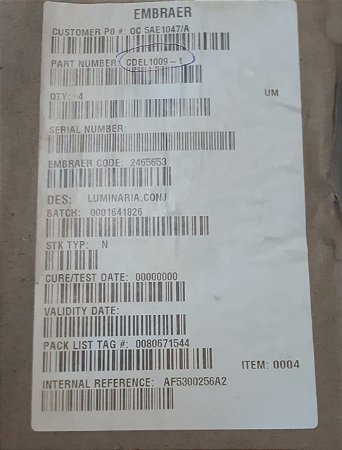 EMBRAER
CUSTOMER PO #: OC 5AE1047/A
PART NUMBER: CDEL1009-1
QTY: 4 UM
SERIAL NUMBER:
EMBRAER CODE: 2465653
DES: LUMINARIA,CONJ
BATCH: 0001641826
STK TYP: N
CURE/TEST DATE: 00000000
VALIDITY DATE:
PACK LIST TAG #: 0080671544
ITEM: 0004
INTERNAL REFERENCE: AF5300256A2